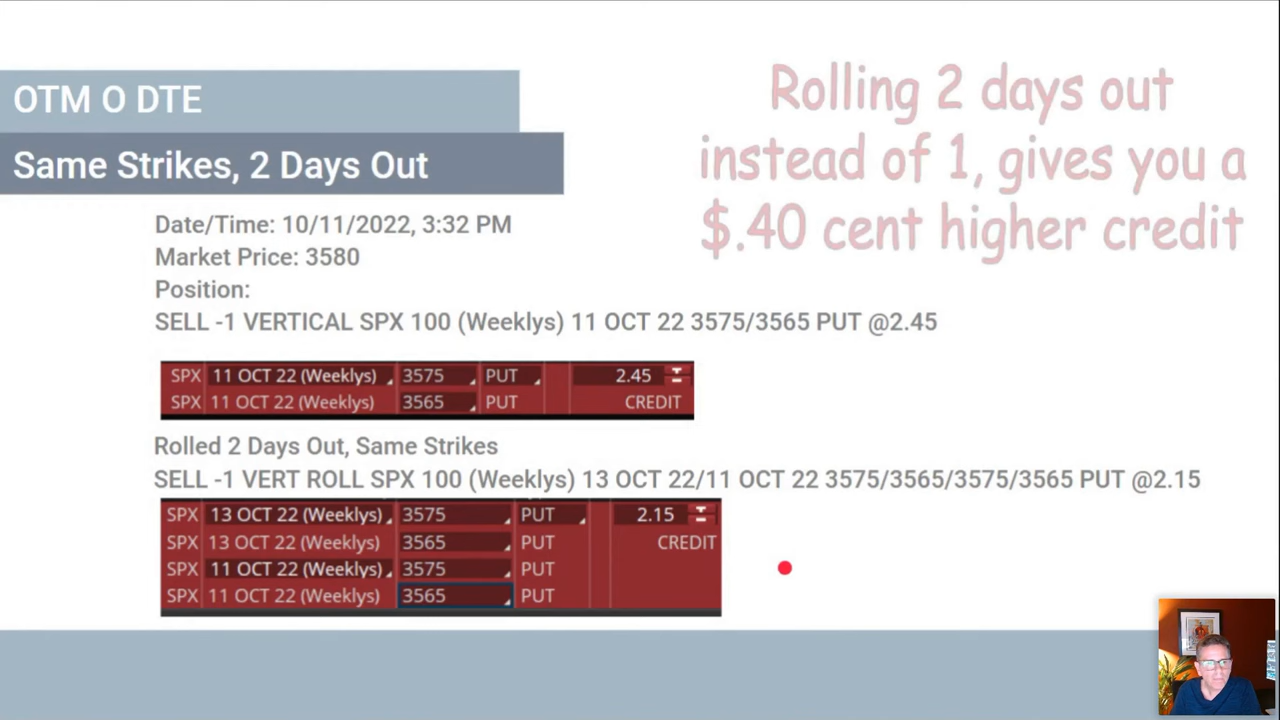 OTM O DTE
Same Strikes, 2 Days Out
Rolling 2 days out
instead of 1, gives you a
$.40 cent higher credit
Date/Time: 10/11/2022, 3:32 PM
Market Price: 3580
Position:
SELL -1 VERTICAL SPX 100 (Weeklys) 11 OCT 22 3575/3565 PUT @2.45
SPX 11 OCT 22 (Weeklys) 3575 PUT 2.45
SPX 11 OCT 22 (Weeklys) 3565 PUT CREDIT
Rolled 2 Days Out, Same Strikes
SELL -1 VERT ROLL SPX 100 (Weeklys) 13 OCT 22/11 OCT 22 3575/3565/3575/3565 PUT @2.15
SPX 13 OCT 22 (Weeklys) 3575 PUT 2.15
SPX 13 OCT 22 (Weeklys) 3565 PUT CREDIT
SPX 11 OCT 22 (Weeklys) 3575 PUT
SPX 11 OCT 22 (Weeklys) 3565 PUT